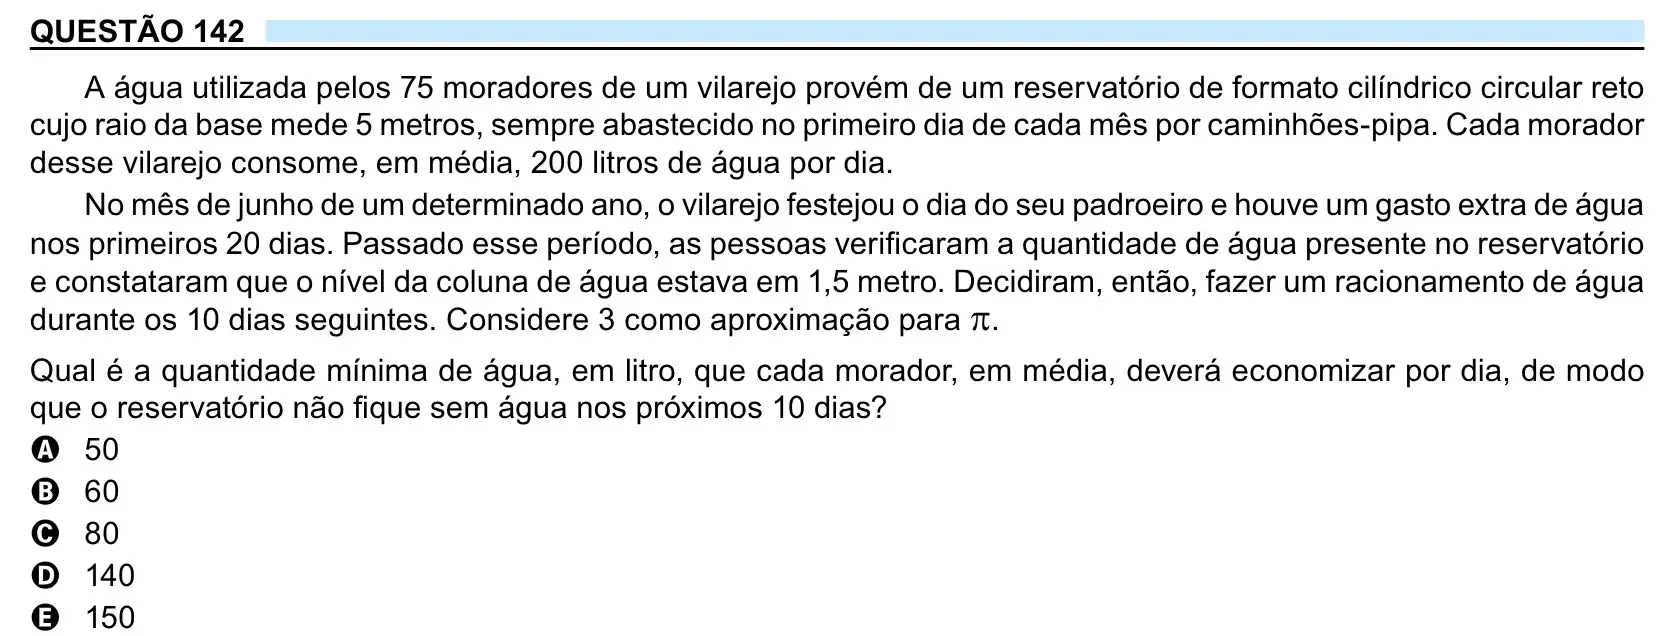 QUESTÃO 142
A água utilizada pelos 75 moradores de um vilarejo provém de um reservatório de formato cilíndrico circular reto
cujo raio da base mede 5 metros, sempre abastecido no primeiro dia de cada mês por caminhões-pipa. Cada morador
desse vilarejo consome, em média, 200 litros de água por dia.
No mês de junho de um determinado ano, o vilarejo festejou o dia do seu padroeiro e houve um gasto extra de água
nos primeiros 20 dias. Passado esse período, as pessoas verificaram a quantidade de água presente no reservatório
e constataram que o nível da coluna de água estava em 1,5 metro. Decidiram, então, fazer um racionamento de água
durante os 10 dias seguintes. Considere 3 como aproximação para π.
Qual é a quantidade mínima de água, em litro, que cada morador, em média, deverá economizar por dia, de modo
que o reservatório não fique sem água nos próximos 10 dias?
A 50
B 60
C 80
D 140
E 150